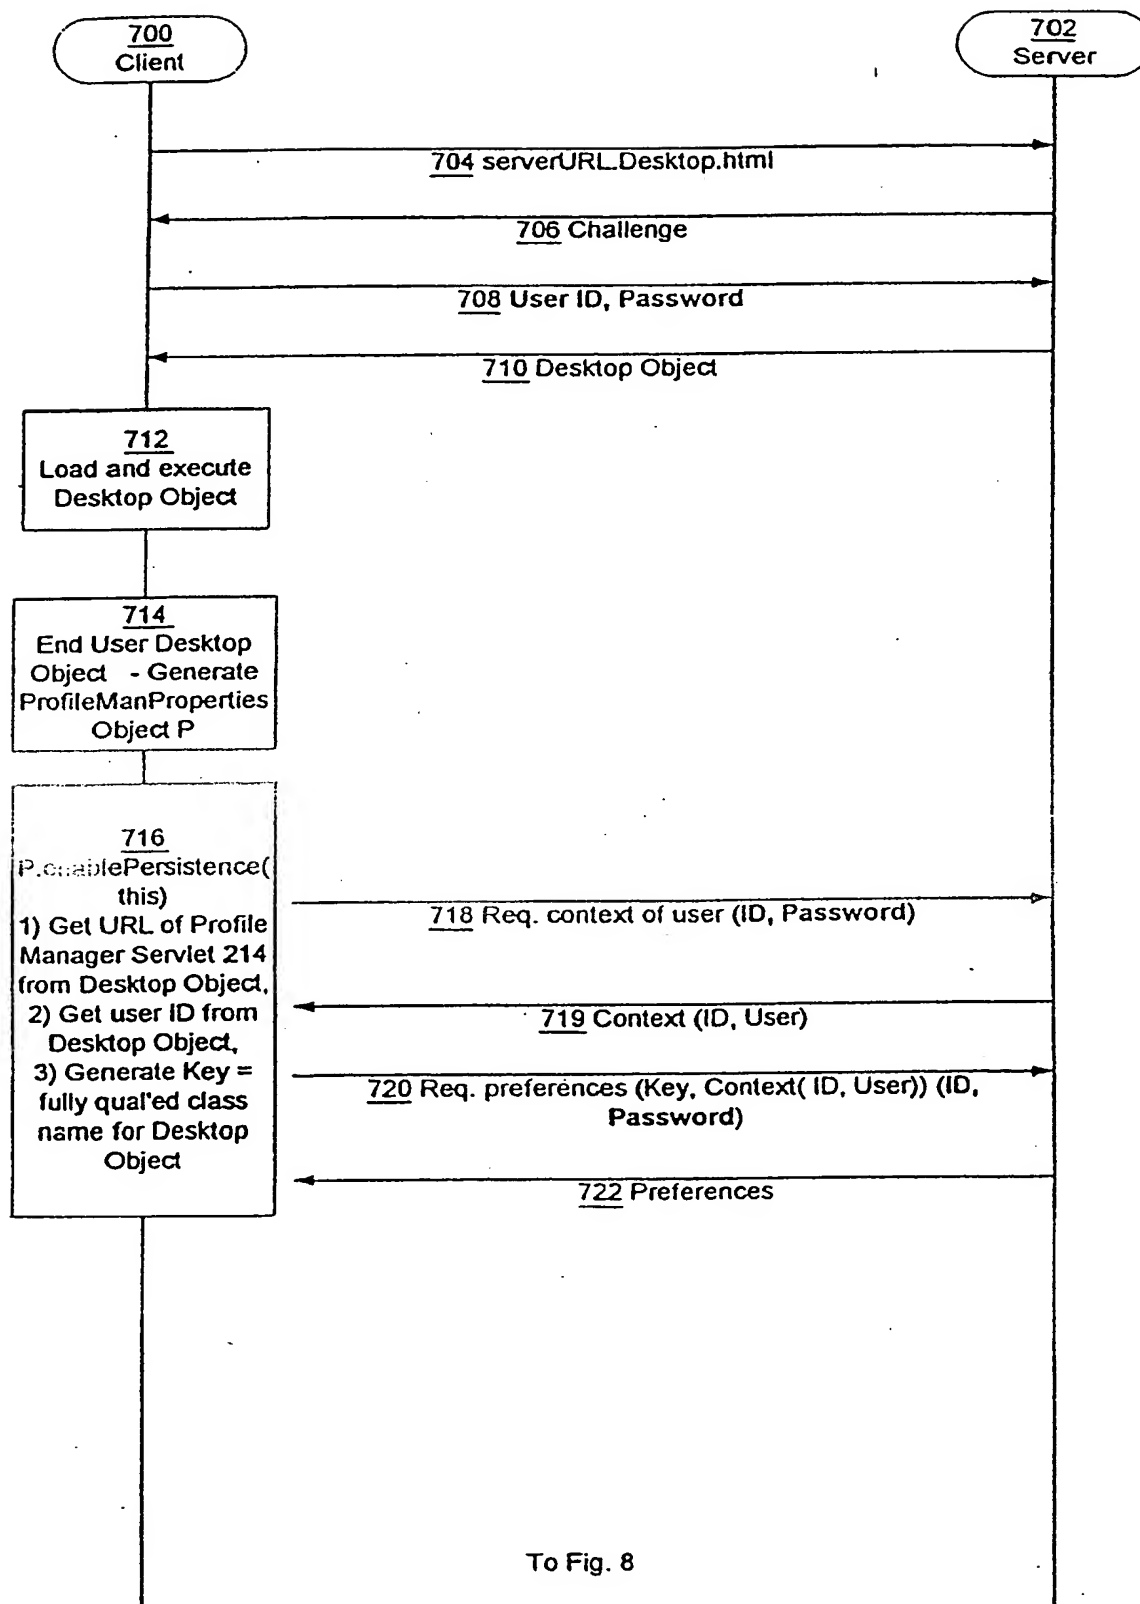 700
Client
702
Server
704 serverURL.Desktop.html
706 Challenge
708 User ID, Password
710 Desktop Object
712
Load and execute
Desktop Object
714
End User Desktop
Object - Generate
ProfileManProperties
Object P
716
P.enablePersistence(
this)
1) Get URL of Profile
Manager Servlet 214
from Desktop Object,
2) Get user ID from
Desktop Object,
3) Generate Key =
fully qual'ed class
name for Desktop
Object
718 Req. context of user (ID, Password)
719 Context (ID, User)
720 Req. preferences (Key, Context( ID, User)) (ID,
Password)
722 Preferences
To Fig. 8